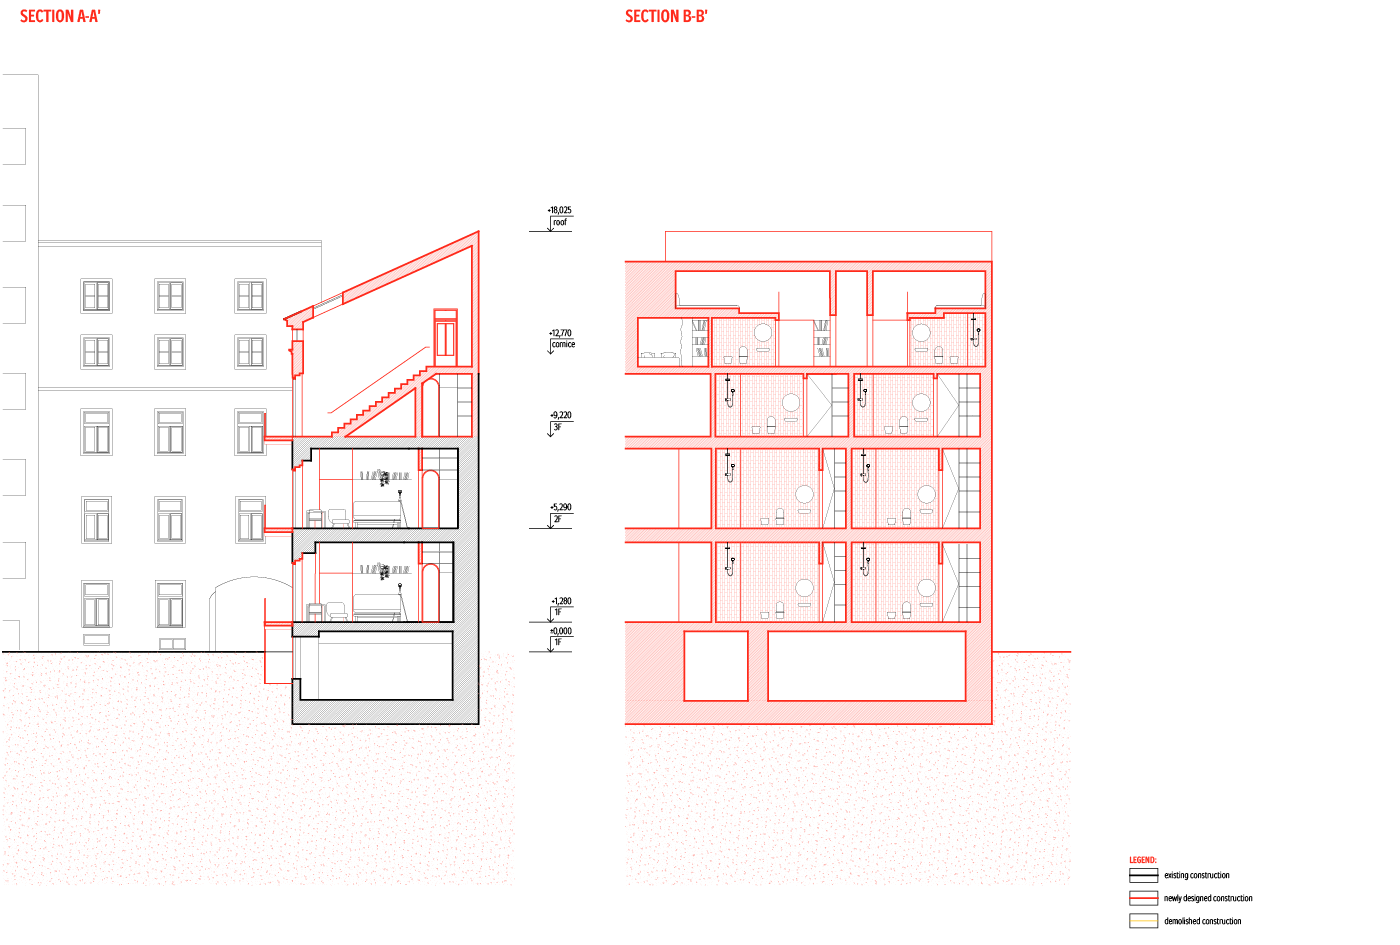 SECTION A-A'
SECTION B-B'
+18,025
roof
+12,770
cornice
+9,220
3F
+5,290
2F
+1,280
1F
±0,000
1F
LEGEND:
existing construction
newly designed construction
demolished construction